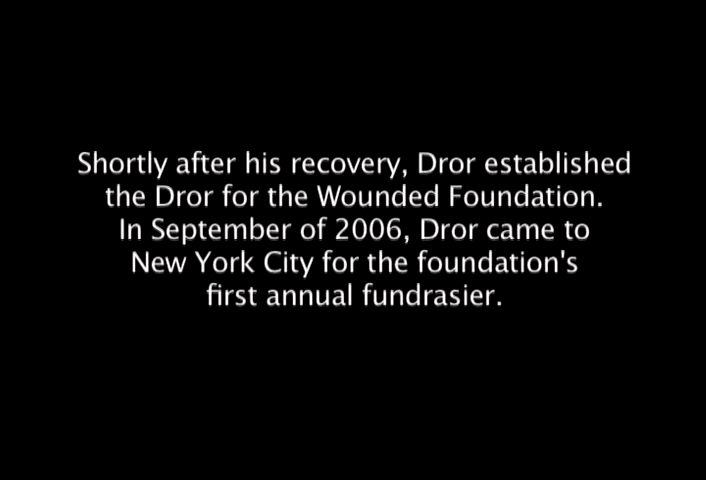 Shortly after his recovery, Dror established
the Dror for the Wounded Foundation.
In September of 2006, Dror came to
New York City for the foundation's
first annual fundrasier.